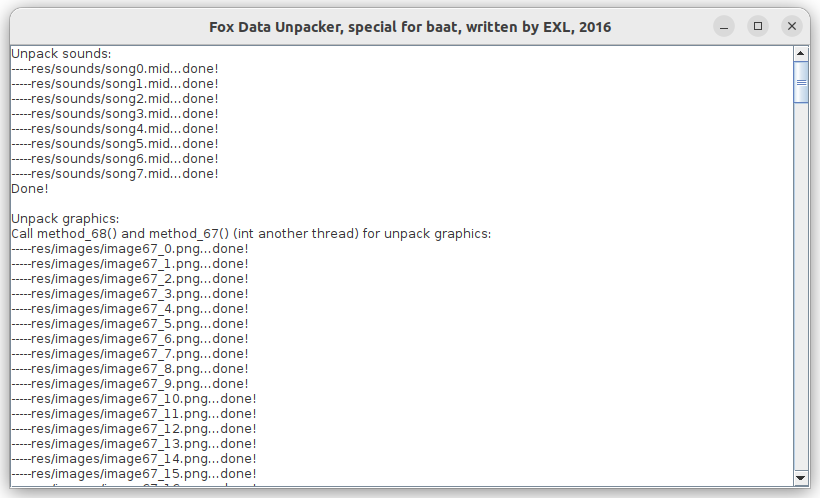 Fox Data Unpacker, special for baat, written by EXL, 2016
Unpack sounds:
-----res/sounds/song0.mid...done!
-----res/sounds/song1.mid...done!
-----res/sounds/song2.mid...done!
-----res/sounds/song3.mid...done!
-----res/sounds/song4.mid...done!
-----res/sounds/song5.mid...done!
-----res/sounds/song6.mid...done!
-----res/sounds/song7.mid...done!
Done!
Unpack graphics:
Call method_68() and method_67() (int another thread) for unpack graphics:
-----res/images/image67_0.png...done!
-----res/images/image67_1.png...done!
-----res/images/image67_2.png...done!
-----res/images/image67_3.png...done!
-----res/images/image67_4.png...done!
-----res/images/image67_5.png...done!
-----res/images/image67_6.png...done!
-----res/images/image67_7.png...done!
-----res/images/image67_8.png...done!
-----res/images/image67_9.png...done!
-----res/images/image67_10.png...done!
-----res/images/image67_11.png...done!
-----res/images/image67_12.png...done!
-----res/images/image67_13.png...done!
-----res/images/image67_14.png...done!
-----res/images/image67_15.png...done!